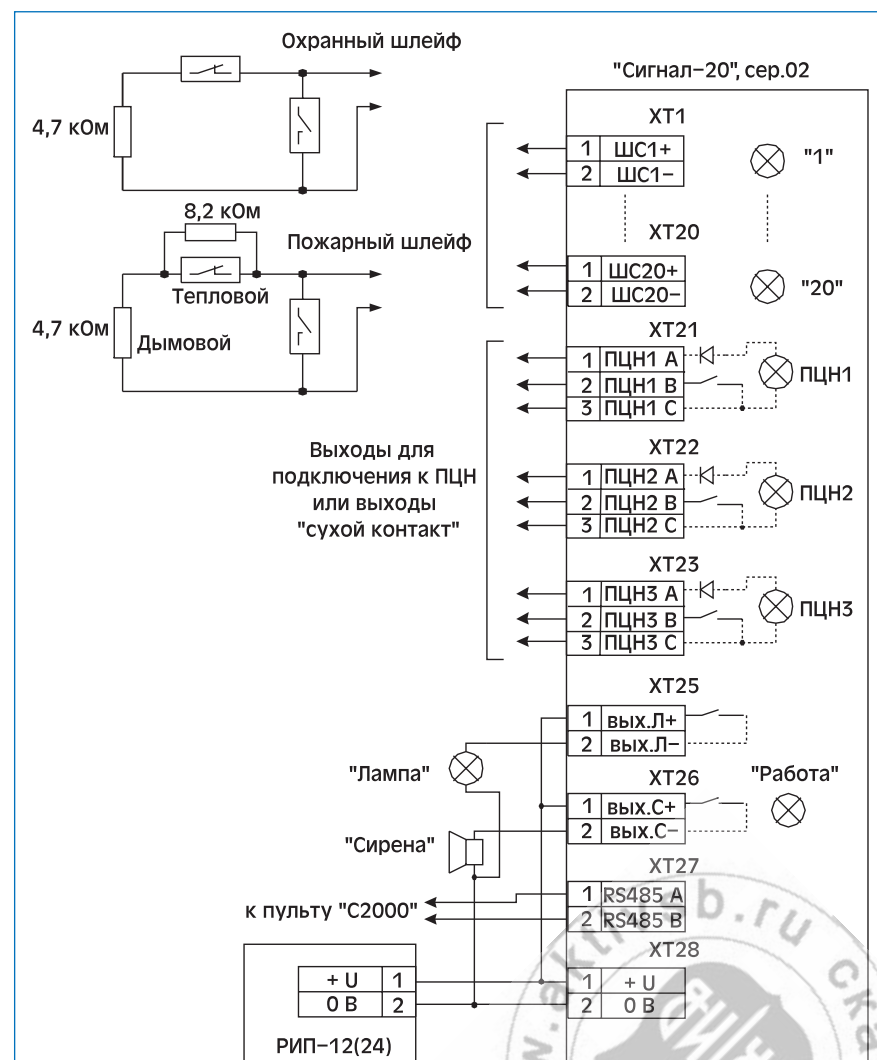 Охранный шлейф
4,7 кОм
8,2 кОм
Пожарный шлейф
Тепловой
4,7 кОм
Дымовой
"Сигнал-20", сер.02
XT1
1 ШС1+
2 ШС1-
"1"
XT20
1 ШС20+
2 ШС20-
"20"
XT21
1 ПЦН1 А
2 ПЦН1 В
3 ПЦН1 С
ПЦН1
Выходы для
подключения к ПЦН
или выходы
"сухой контакт"
XT22
1 ПЦН2 А
2 ПЦН2 В
3 ПЦН2 С
ПЦН2
XT23
1 ПЦН3 А
2 ПЦН3 В
3 ПЦН3 С
ПЦН3
XT25
1 вых.Л+
2 вых.Л-
"Лампа"
XT26
1 вых.С+
2 вых.С-
"Работа"
"Сирена"
XT27
1 RS485 A
2 RS485 B
к пульту "С2000"
XT28
1 + U
2 0 В
+ U 1
0 В 2
РИП-12(24)
w.aktivsb.ru